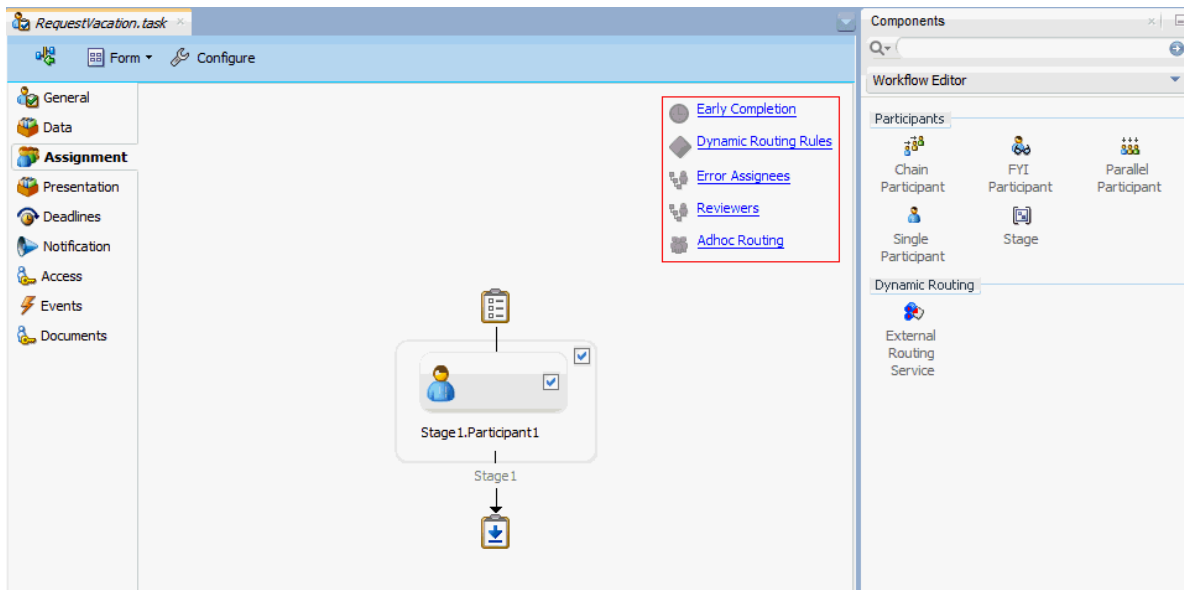 RequestVacation.task
Form
Configure
General
Data
Assignment
Presentation
Deadlines
Notification
Access
Events
Documents
Early Completion
Dynamic Routing Rules
Error Assignees
Reviewers
Adhoc Routing
Stage1.Participant1
Stage1
Components
Workflow Editor
Participants
Chain
Participant
FYI
Participant
Parallel
Participant
Single
Participant
Stage
Dynamic Routing
External
Routing
Service